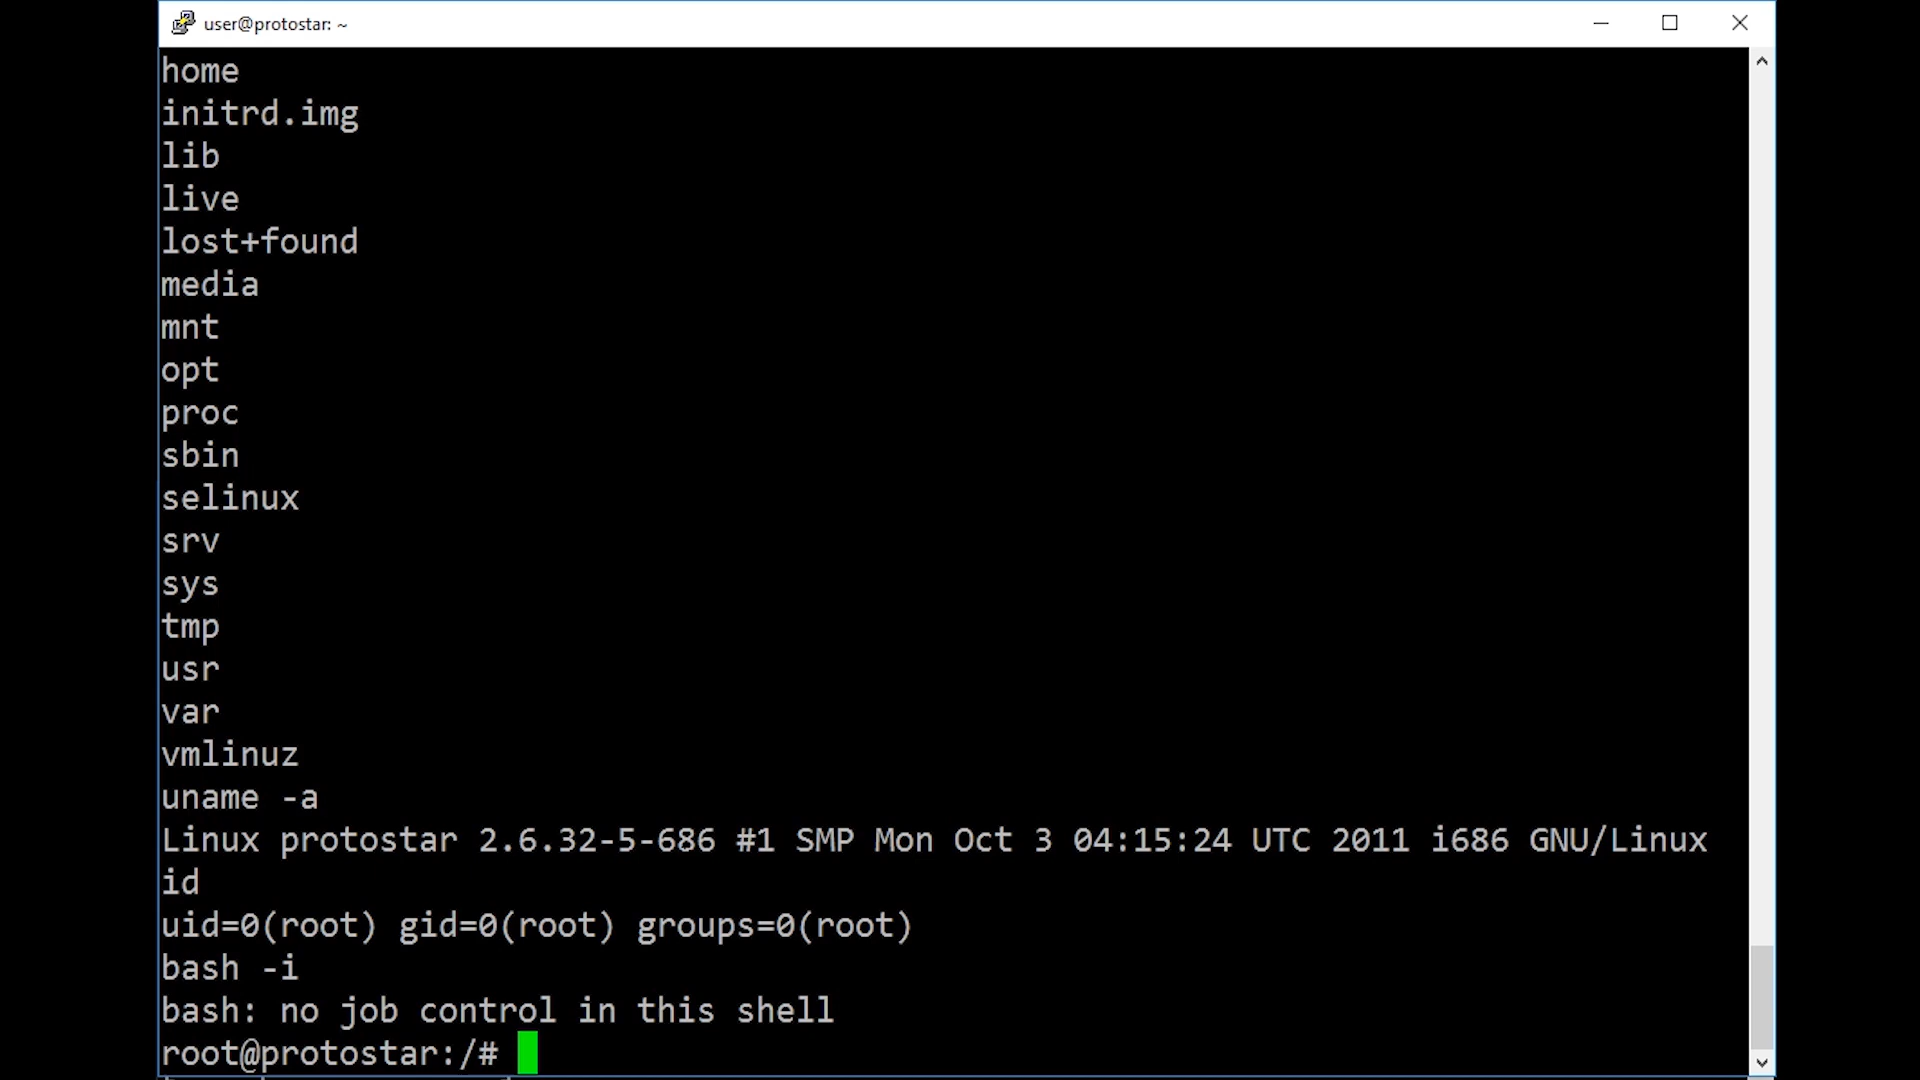 user@protostar: ~
home
initrd.img
lib
live
lost+found
media
mnt
opt
proc
sbin
selinux
srv
sys
tmp
usr
var
vmlinuz
uname -a
Linux protostar 2.6.32-5-686 #1 SMP Mon Oct 3 04:15:24 UTC 2011 i686 GNU/Linux
id
uid=0(root) gid=0(root) groups=0(root)
bash -i
bash: no job control in this shell
root@protostar:/#